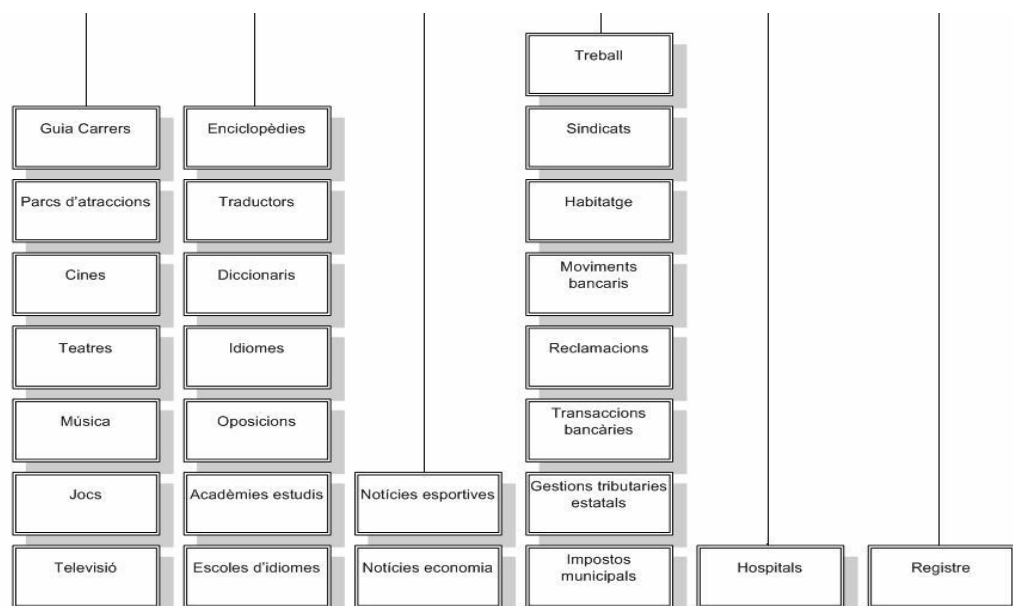 Guia Carrers
Parcs d'atraccions
Cines
Teatres
Música
Jocs
Televisió
Enciclopèdies
Traductors
Diccionaris
Idiomes
Oposicions
Acadèmies estudis
Escoles d'idiomes
Notícies esportives
Notícies economia
Treball
Sindicats
Habitatge
Moviments
bancaris
Reclamacions
Transaccions
bancàries
Gestions tributaries
estatals
Impostos
municipals
Hospitals
Registre